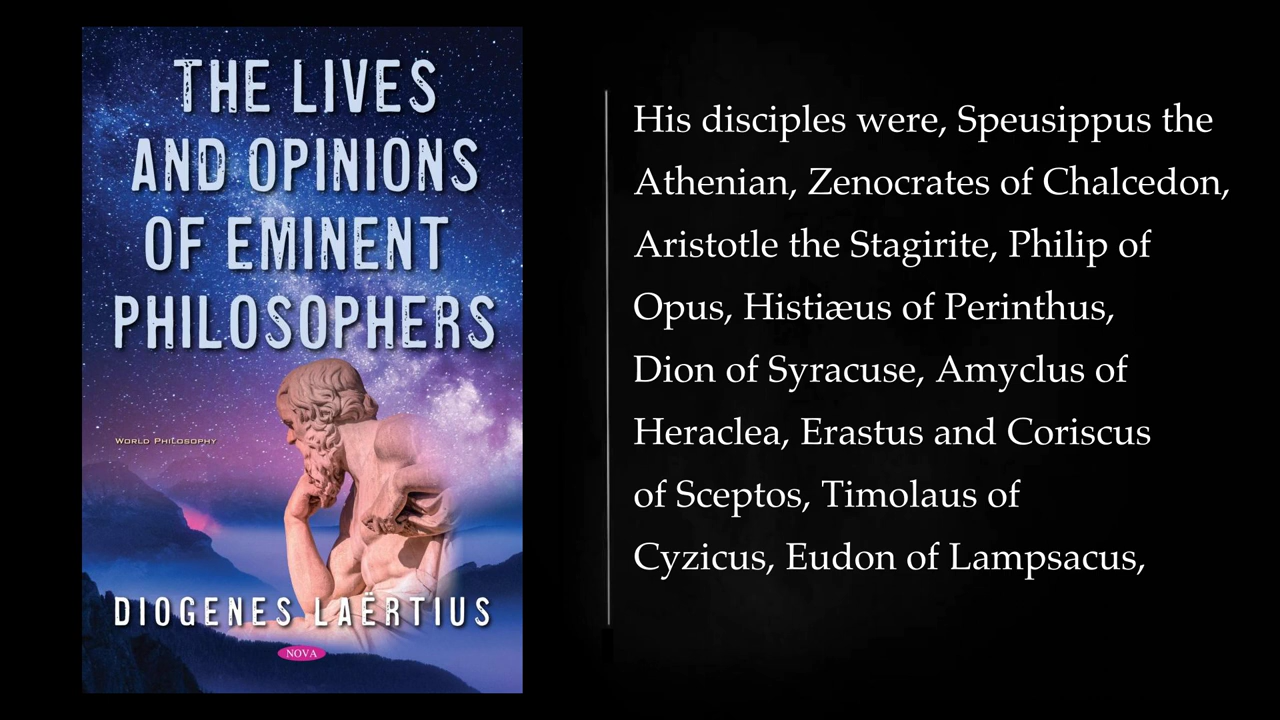 THE LIVES
AND OPINIONS
OF EMINENT
PHILOSOPHERS
WORLD PHILOSOPHY
DIOGENES LAËRTIUS
NOVA
His disciples were, Speusippus the
Athenian, Zenocrates of Chalcedon,
Aristotle the Stagirite, Philip of
Opus, Histiæus of Perinthus,
Dion of Syracuse, Amyclus of
Heraclea, Erastus and Coriscus
of Sceptos, Timolaus of
Cyzicus, Eudon of Lampsacus,